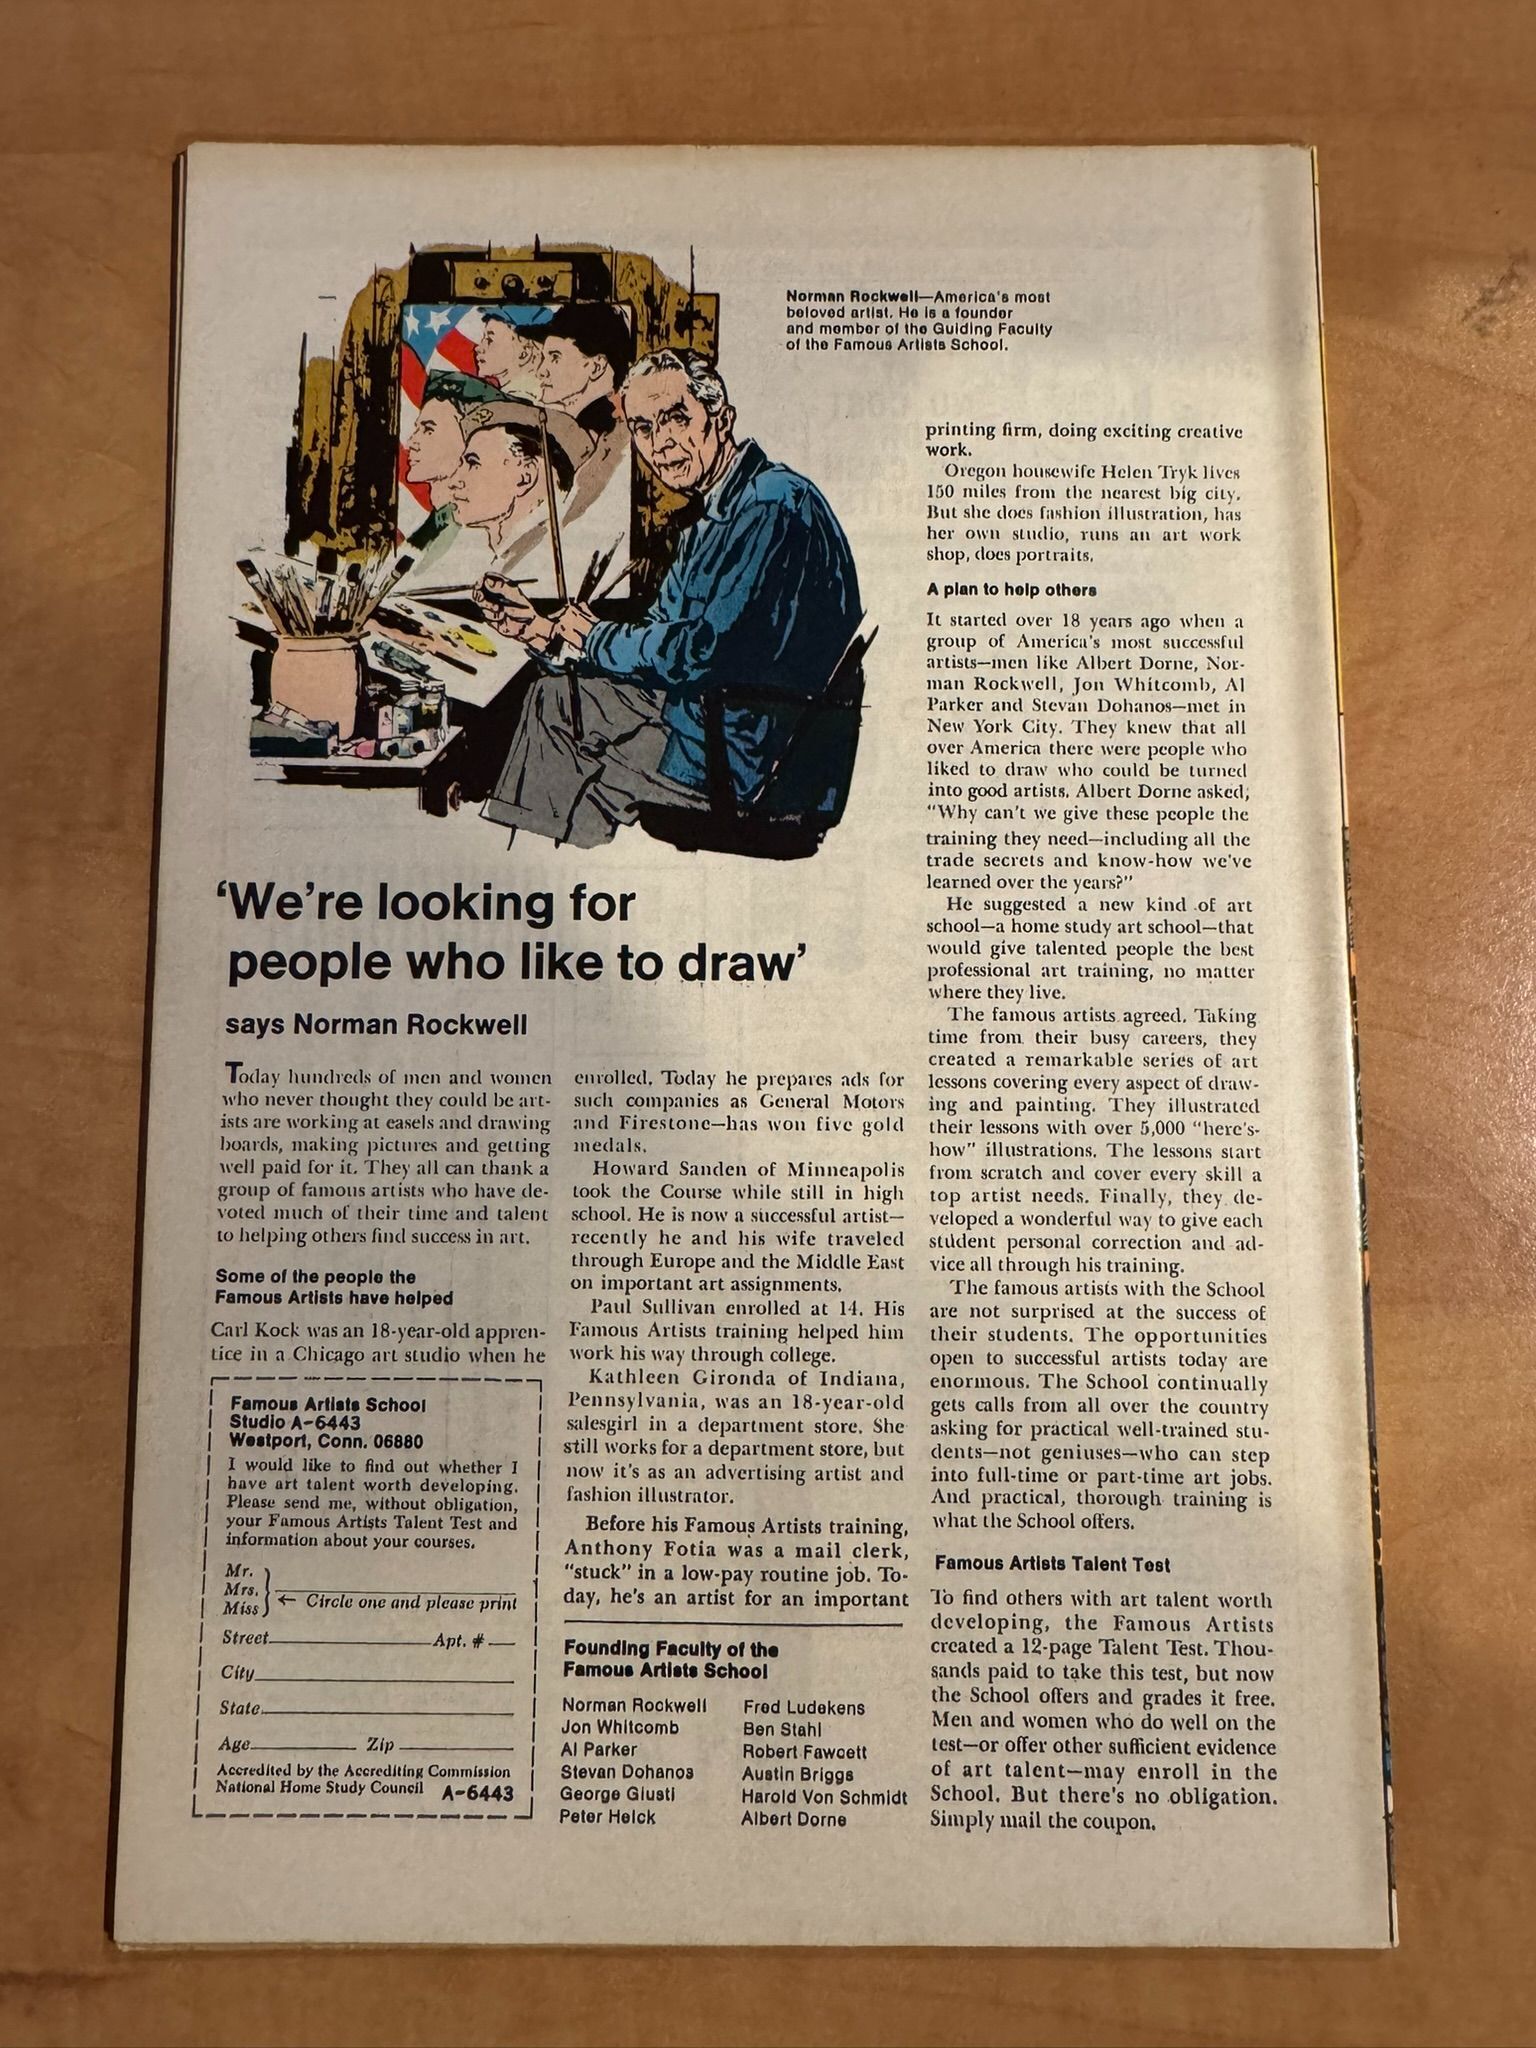 Norman Rockwell—America's most
beloved artist. He is a founder
and member of the Guiding Faculty
of the Famous Artists School.
'We're looking for
people who like to draw'
says Norman Rockwell
Today hundreds of men and women
who never thought they could be art-
ists are working at easels and drawing
boards, making pictures and getting
well paid for it. They all can thank a
group of famous artists who have de-
voted much of their time and talent
to helping others find success in art.
Some of the people the
Famous Artists have helped
Carl Kock was an 18-year-old appren-
tice in a Chicago art studio when he
Famous Artists School
Studio A-6443
Westport, Conn. 06880
I would like to find out whether I
have art talent worth developing.
Please send me, without obligation,
your Famous Artists Talent Test and
information about your courses.
Mr.
Mrs.
Miss
← Circle one and please print
Street Apt. #
City
State
Age Zip
Accredited by the Accrediting Commission
National Home Study Council A-6443
enrolled. Today he prepares ads for
such companies as General Motors
and Firestone—has won five gold
medals.
Howard Sanden of Minneapolis
took the Course while still in high
school. He is now a successful artist—
recently he and his wife traveled
through Europe and the Middle East
on important art assignments.
Paul Sullivan enrolled at 14. His
Famous Artists training helped him
work his way through college.
Kathleen Gironda of Indiana,
Pennsylvania, was an 18-year-old
salesgirl in a department store. She
still works for a department store, but
now it's as an advertising artist and
fashion illustrator.
Before his Famous Artists training,
Anthony Fotia was a mail clerk,
"stuck" in a low-pay routine job. To-
day, he's an artist for an important
Founding Faculty of the
Famous Artists School
Norman Rockwell
Jon Whitcomb
Al Parker
Stevan Dohanos
George Giusti
Peter Helck
Fred Ludekens
Ben Stahl
Robert Fawcett
Austin Briggs
Harold Von Schmidt
Albert Dorne
printing firm, doing exciting creative
work.
Oregon housewife Helen Tryk lives
150 miles from the nearest big city.
But she does fashion illustration, has
her own studio, runs an art work
shop, does portraits.
A plan to help others
It started over 18 years ago when a
group of America's most successful
artists—men like Albert Dorne, Nor-
man Rockwell, Jon Whitcomb, Al
Parker and Stevan Dohanos—met in
New York City. They knew that all
over America there were people who
liked to draw who could be turned
into good artists. Albert Dorne asked,
"Why can't we give these people the
training they need—including all the
trade secrets and know-how we've
learned over the years?"
He suggested a new kind of art
school—a home study art school—that
would give talented people the best
professional art training, no matter
where they live.
The famous artists agreed. Taking
time from their busy careers, they
created a remarkable series of art
lessons covering every aspect of draw-
ing and painting. They illustrated
their lessons with over 5,000 "here's-
how" illustrations. The lessons start
from scratch and cover every skill a
top artist needs. Finally, they de-
veloped a wonderful way to give each
student personal correction and ad-
vice all through his training.
The famous artists with the School
are not surprised at the success of
their students. The opportunities
open to successful artists today are
enormous. The School continually
gets calls from all over the country
asking for practical well-trained stu-
dents—not geniuses—who can step
into full-time or part-time art jobs.
And practical, thorough training is
what the School offers.
Famous Artists Talent Test
To find others with art talent worth
developing, the Famous Artists
created a 12-page Talent Test. Thou-
sands paid to take this test, but now
the School offers and grades it free.
Men and women who do well on the
test—or offer other sufficient evidence
of art talent—may enroll in the
School. But there's no obligation.
Simply mail the coupon.